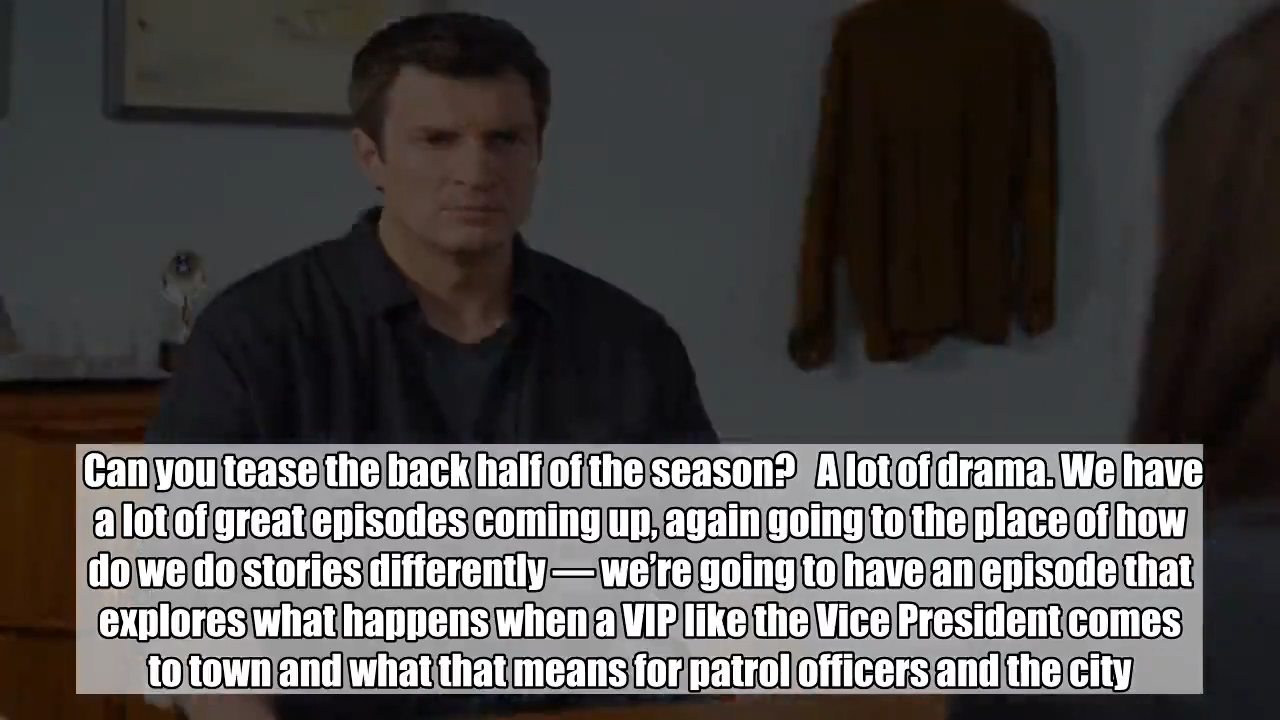 Can you tease the back half of the season?   A lot of drama. We have
a lot of great episodes coming up, again going to the place of how
do we do stories differently — we’re going to have an episode that
explores what happens when a VIP like the Vice President comes
to town and what that means for patrol officers and the city